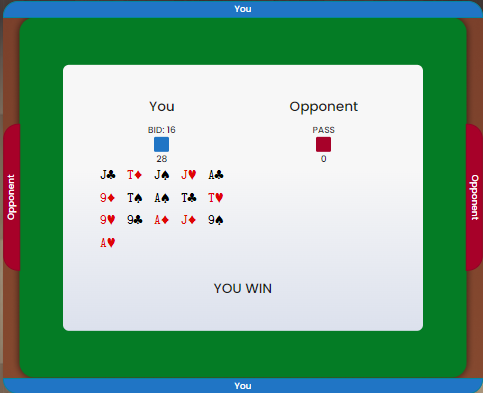 You
You Opponent
BID: 16 PASS
28 0
J♣ T♦ J♠ J♥ A♣
9♦ T♠ A♠ T♣ T♥
9♥ 9♣ A♦ J♦ 9♠
A♥
YOU WIN
Opponent
Opponent
You